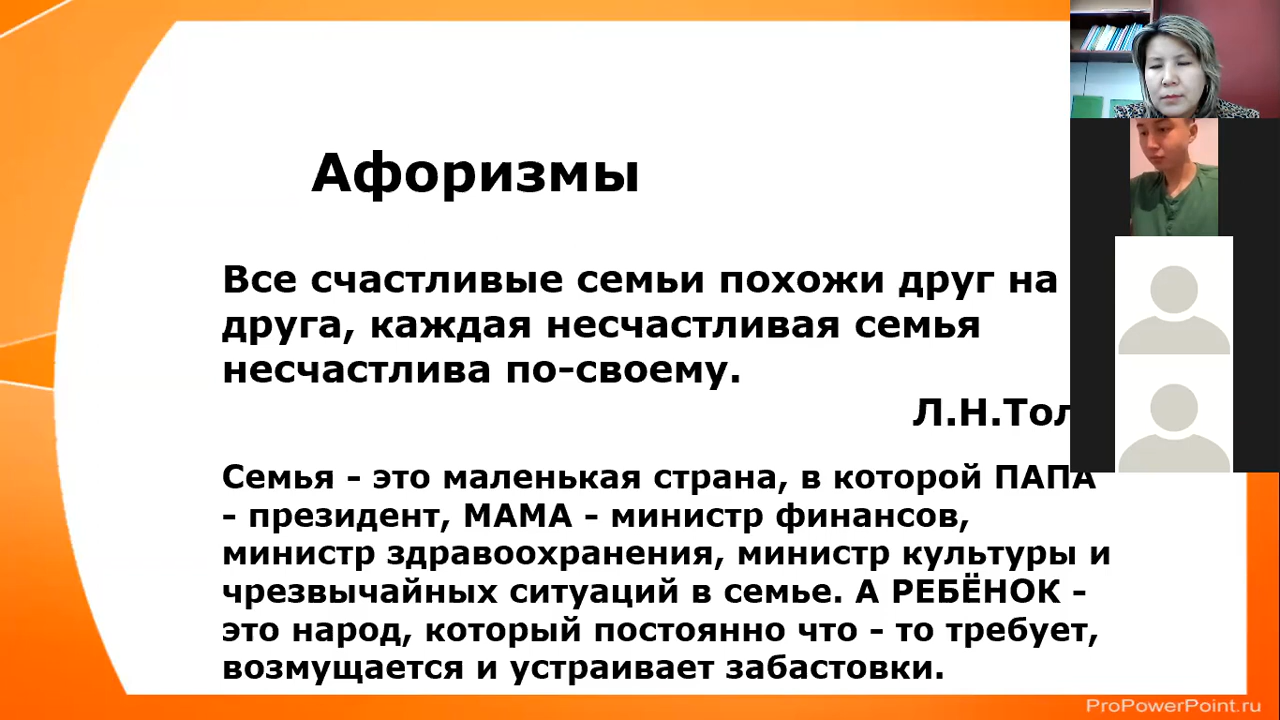 Афоризмы
Все счастливые семьи похожи друг на
друга, каждая несчастливая семья
несчастлива по-своему.
Л.Н.Тол
Семья - это маленькая страна, в которой ПАПА
- президент, МАМА - министр финансов,
министр здравоохранения, министр культуры и
чрезвычайных ситуаций в семье. А РЕБЁНОК -
это народ, который постоянно что - то требует,
возмущается и устраивает забастовки.
ProPowerPoint.ru